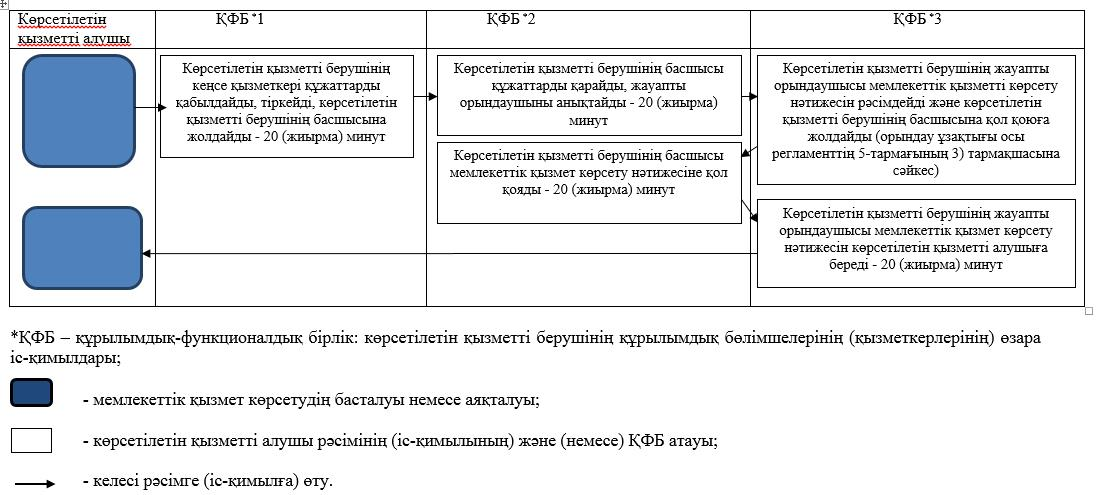 Көрсетілетін
қызметті алушы
ҚФБ*1
ҚФБ*2
ҚФБ*3
Көрсетілетін қызметті берушінің
кеңсе қызметкері құжаттарды
қабылдайды, тіркейді, көрсетілетін
қызметті берушінің басшысына
жолдайды - 20 (жиырма) минут
Көрсетілетін қызметті берушінің басшысы
құжаттарды қарайды, жауапты
орындаушыны анықтайды - 20 (жиырма)
минут
Көрсетілетін қызметті берушінің жауапты
орындаушысы мемлекеттік қызметті көрсету
нәтижесін рәсімдейді және көрсетілетін
қызметті берушінің басшысына қол қоюға
жолдайды (орындау ұзақтығы осы
регламенттің 5-тармағының 3) тармақшасына
сәйкес)
Көрсетілетін қызметті берушінің басшысы
мемлекеттік қызмет көрсету нәтижесіне қол
қояды - 20 (жиырма) минут
Көрсетілетін қызметті берушінің жауапты
орындаушысы мемлекеттік қызмет көрсету
нәтижесін көрсетілетін қызметті алушыға
береді - 20 (жиырма) минут
*ҚФБ – құрылымдық-функционалдық бірлік: көрсетілетін қызметті берушінің құрылымдық бөлімшелерінің (қызметкерлерінің) өзара
іс-қимылдары;
- мемлекеттік қызмет көрсетудің басталуы немесе аяқталуы;
- көрсетілетін қызметті алушы рәсімінің (іс-қимылының) және (немесе) ҚФБ атауы;
- келесі рәсімге (іс-қимылға) өту.